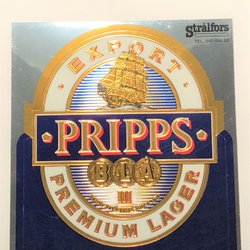 Strålfors
EXPORT
PRIPPS
BLÅ
III
PREMIUM LAGER